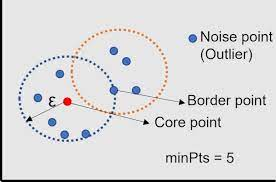 Noise point
(Outlier)
Border point
ε
Core point
minPts = 5